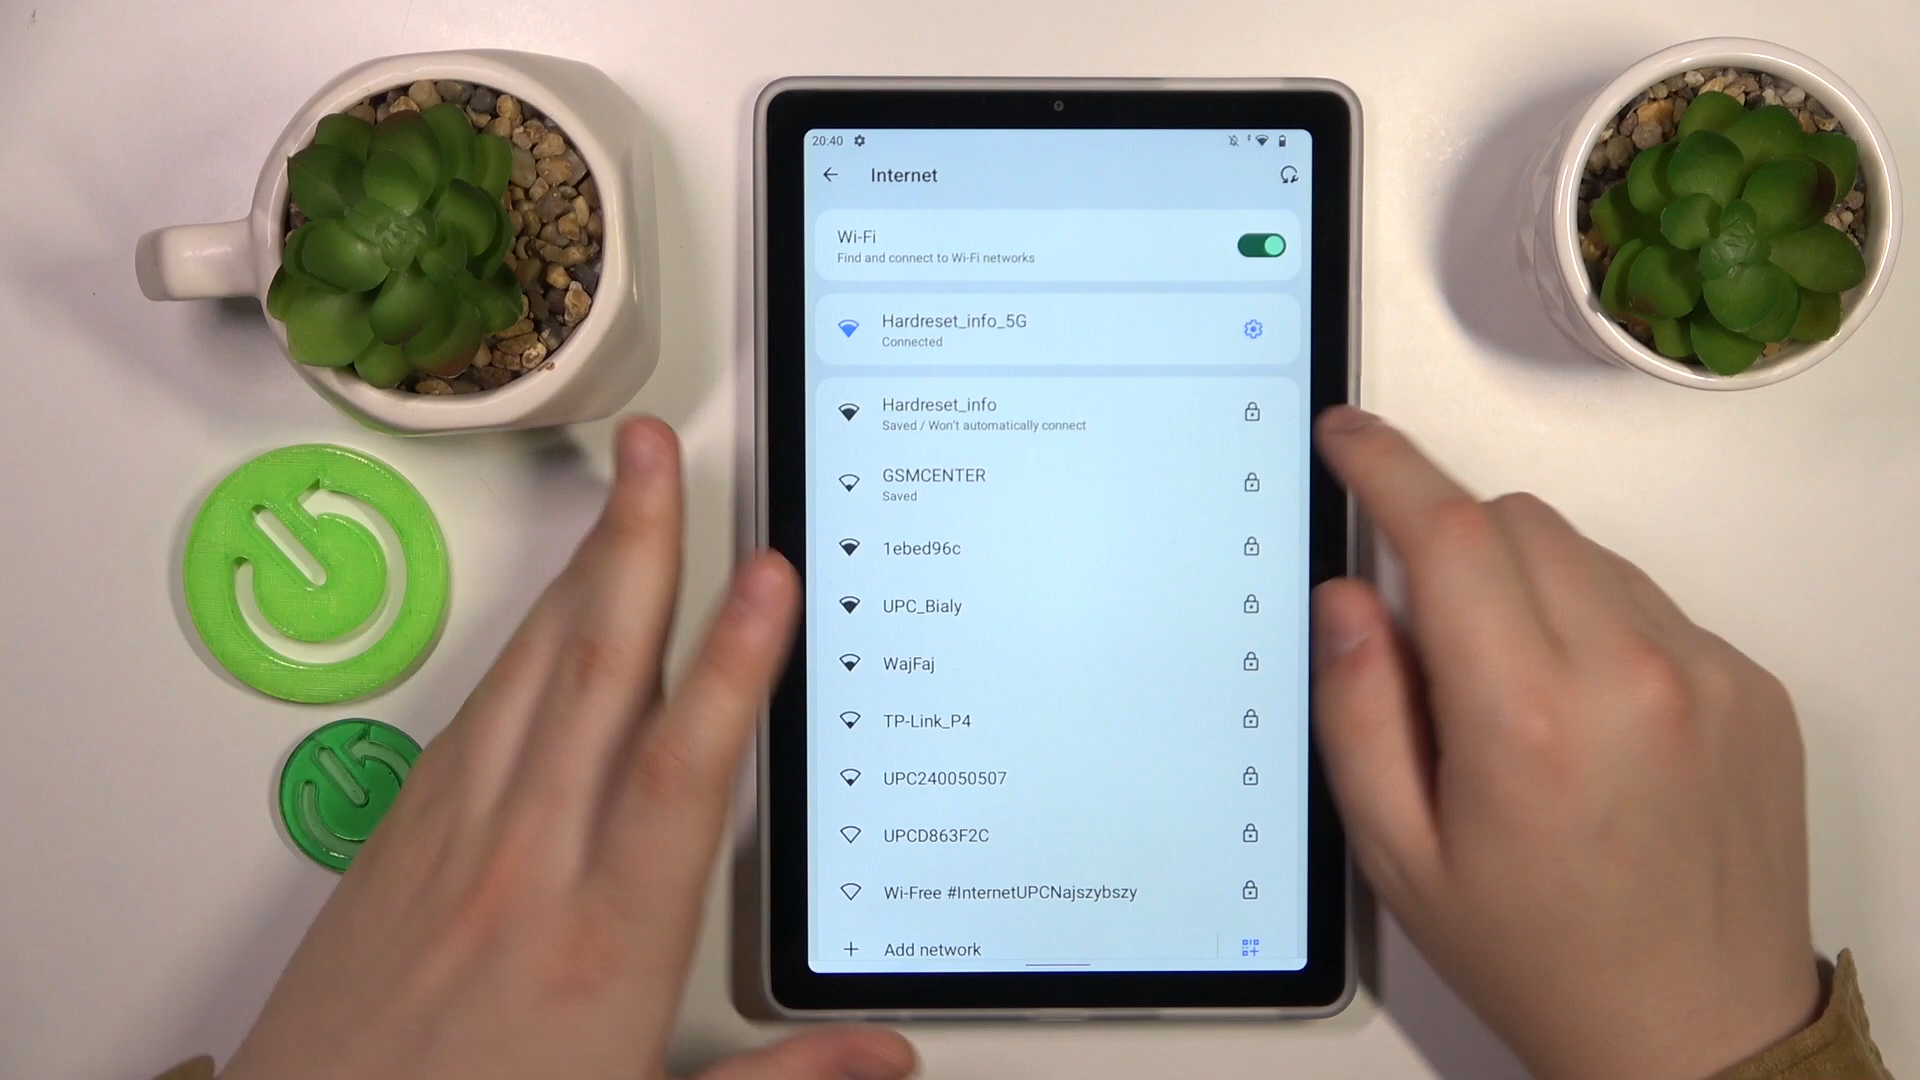 20:40
Internet
Wi-Fi
Find and connect to Wi-Fi networks
Hardreset_info_5G
Connected
Hardreset_info
Saved / Won't automatically connect
GSMCENTER
Saved
1ebed96c
UPC_Bialy
WajFaj
TP-Link_P4
UPC240050507
UPCD863F2C
Wi-Free #InternetUPCNajszybszy
Add network